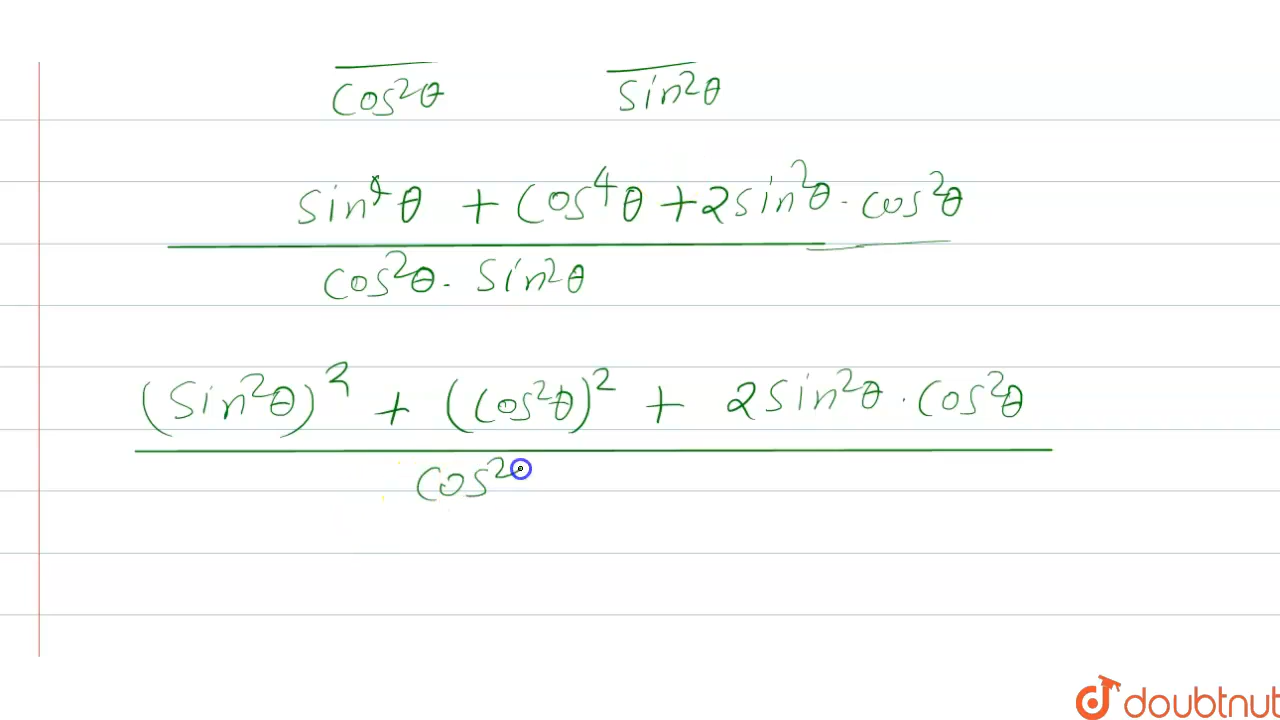 cos²θ sin²θ
sin⁴θ + cos⁴θ + 2sin²θ · cos²θ
cos²θ · sin²θ
(sin²θ)² + (cos²θ)² + 2sin²θ · cos²θ
cos²
doubtnut